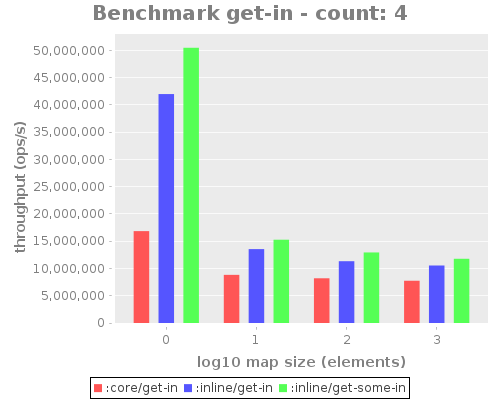 Benchmark get-in - count: 4
throughput (ops/s)
50,000,000
45,000,000
40,000,000
35,000,000
30,000,000
25,000,000
20,000,000
15,000,000
10,000,000
5,000,000
0
0 1 2 3
log10 map size (elements)
:core/get-in :inline/get-in :inline/get-some-in